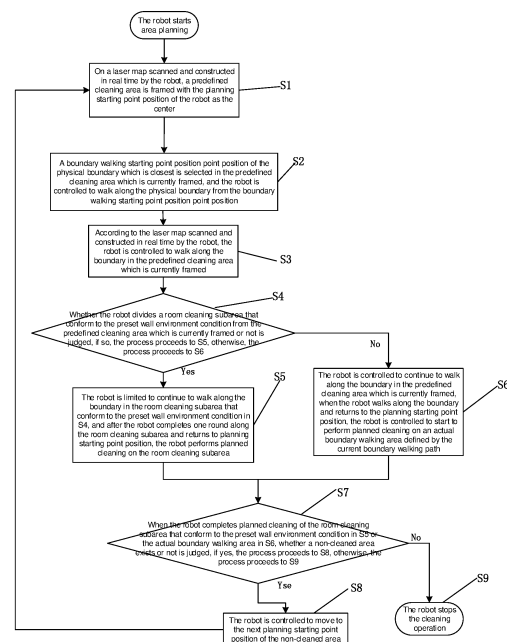 The robot starts
area planning
On a laser map scanned and constructed
in real time by the robot, a predefined
cleaning area is framed with the planning
starting point position of the robot as the
center
S1
A boundary walking starting point position point position of
the physical boundary which is closest is selected in the predefined
cleaning area which is currently framed, and the robot is
controlled to walk along the physical boundary from the boundary
walking starting point position point position
S2
According to the laser map scanned and
constructed in real time by the robot, the
robot is controlled to walk along the
boundary in the predefined cleaning area
which is currently framed
S3
S4
Whether the robot divides a room cleaning subarea that
conform to the preset wall environment condition from the
predefined cleaning area which is currently framed or not is
judged, if so, the process proceeds to S5, otherwise, the
process proceeds to S6
No
Yes
The robot is limited to continue to walk along the
boundary in the room cleaning subarea that
conform to the preset wall environment condition in
S4, and after the robot completes one round along
the room cleaning subarea and returns to planning
starting point position, the robot performs planned
cleaning on the room cleaning subarea
S5
The robot is controlled to continue to walk
along the boundary in the predefined
cleaning area which is currently framed,
when the robot walks along the boundary
and returns to the planning starting point
position, the robot is controlled to start to
perform planned cleaning on an actual
boundary walking area defined by the
current boundary walking path
S6
S7
When the robot completes planned cleaning of the room cleaning
subarea that conform to the preset wall environment condition in S5 or
the actual boundary walking area in S6, whether a non-cleaned area
exists or not is judged, if yes, the process proceeds to S8, otherwise, the
process proceeds to S9
No
Yse
S8
The robot is controlled to move to
the next planning starting point
position of the non-cleaned area
S9
The robot stops
the cleaning
operation